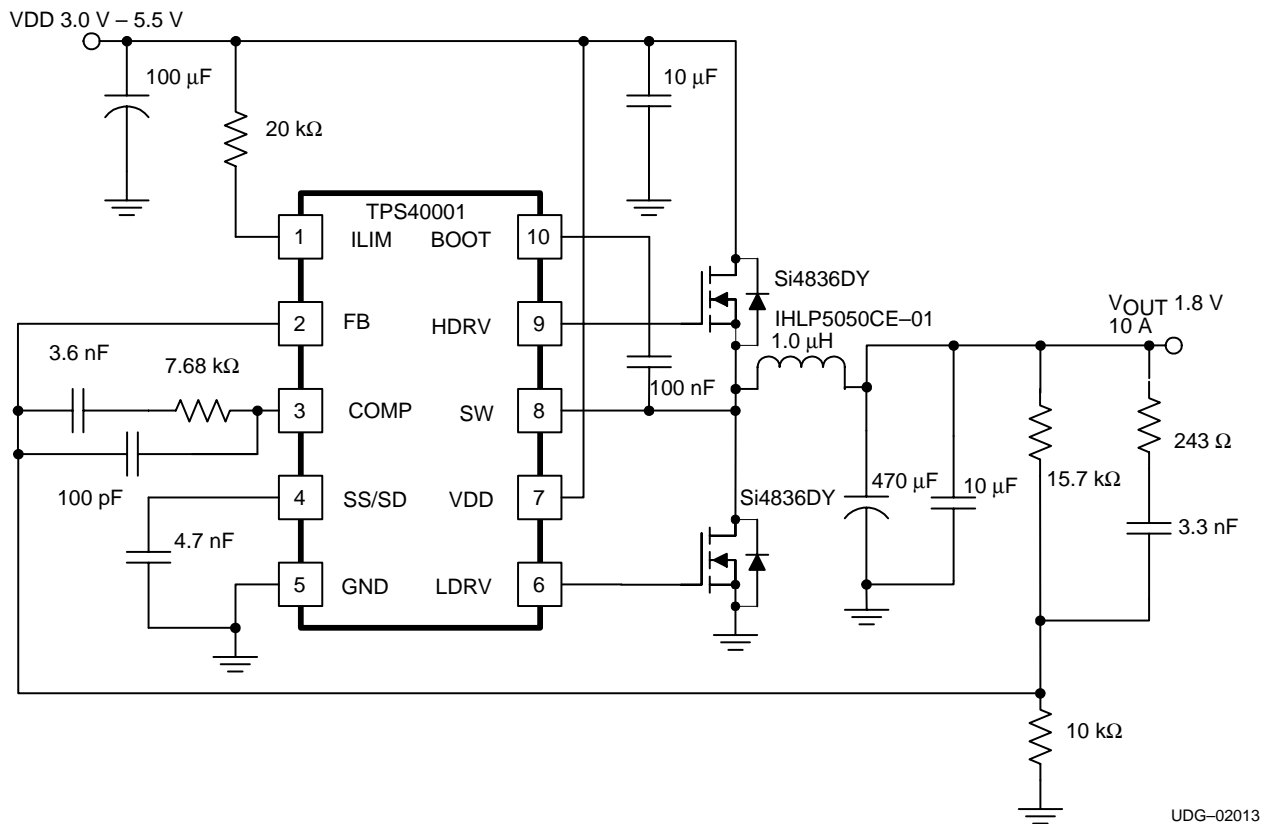 VDD 3.0 V – 5.5 V
100 μF
10 μF
20 kΩ
TPS40001
1
ILIM
BOOT
10
Si4836DY
2
FB
HDRV
9
IHLP5050CE–01
1.0 μH
VOUT 1.8 V
10 A
3.6 nF
7.68 kΩ
100 nF
3
COMP
SW
8
243 Ω
100 pF
4
SS/SD
VDD
7
Si4836DY
470 μF
10 μF
15.7 kΩ
3.3 nF
4.7 nF
5
GND
LDRV
6
10 kΩ
UDG–02013